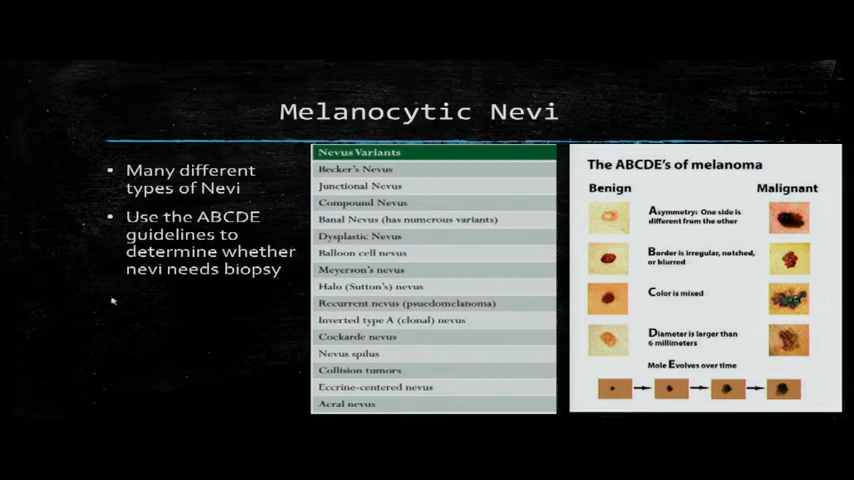 Melanocytic Nevi
• Many different
types of Nevi
• Use the ABCDE
guidelines to
determine whether
nevi needs biopsy
Nevus Variants
Becker's Nevus
Junctional Nevus
Compound Nevus
Banal Nevus (has numerous variants)
Dysplastic Nevus
Balloon cell nevus
Meyerson's nevus
Halo (Sutton's) nevus
Recurrent nevus (psuedomelanoma)
Inverted type A (clonal) nevus
Cockarde nevus
Nevus spilus
Collision tumors
Eccrine-centered nevus
Acral nevus
The ABCDE's of melanoma
Benign
Malignant
Asymmetry: One side is
different from the other
Border is irregular, notched,
or blurred
Color is mixed
Diameter is larger than
6 millimeters
Mole Evolves over time